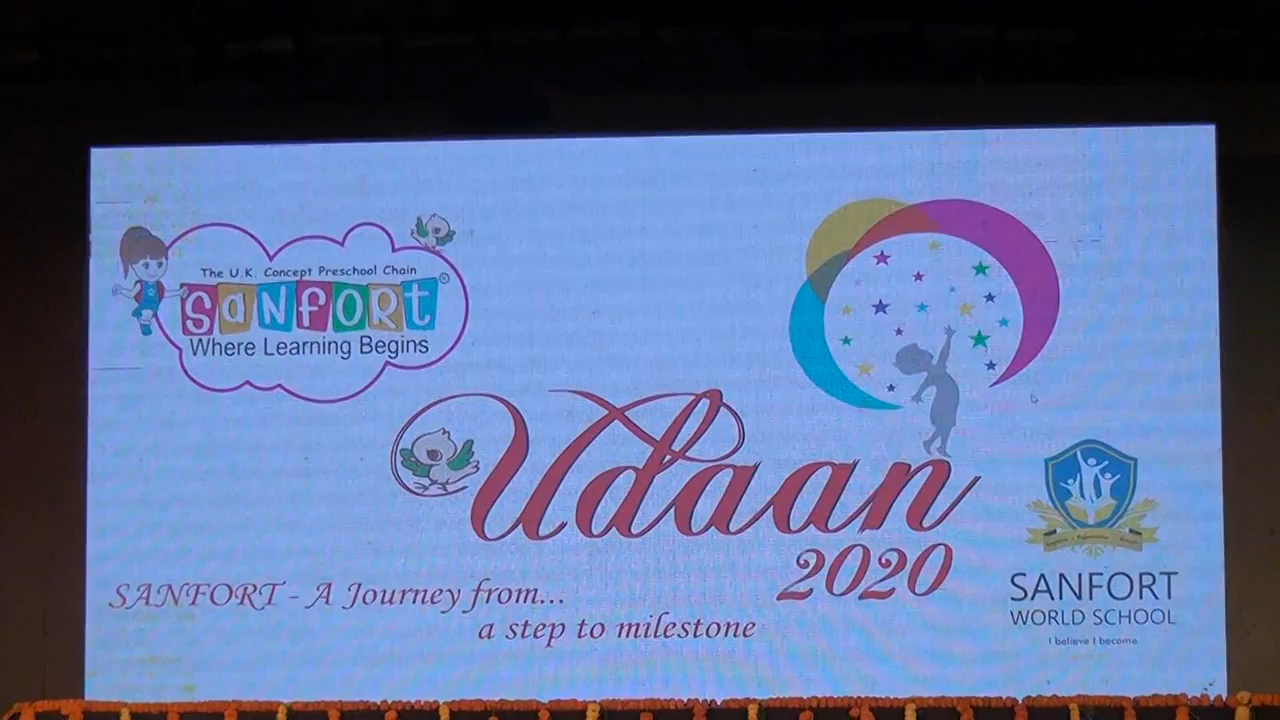 The U.K. Concept Preschool Chain
SANFORT®
Where Learning Begins
Udaan
2020
SANFORT - A Journey from...
a step to milestone
SANFORT
WORLD SCHOOL
I believe I become